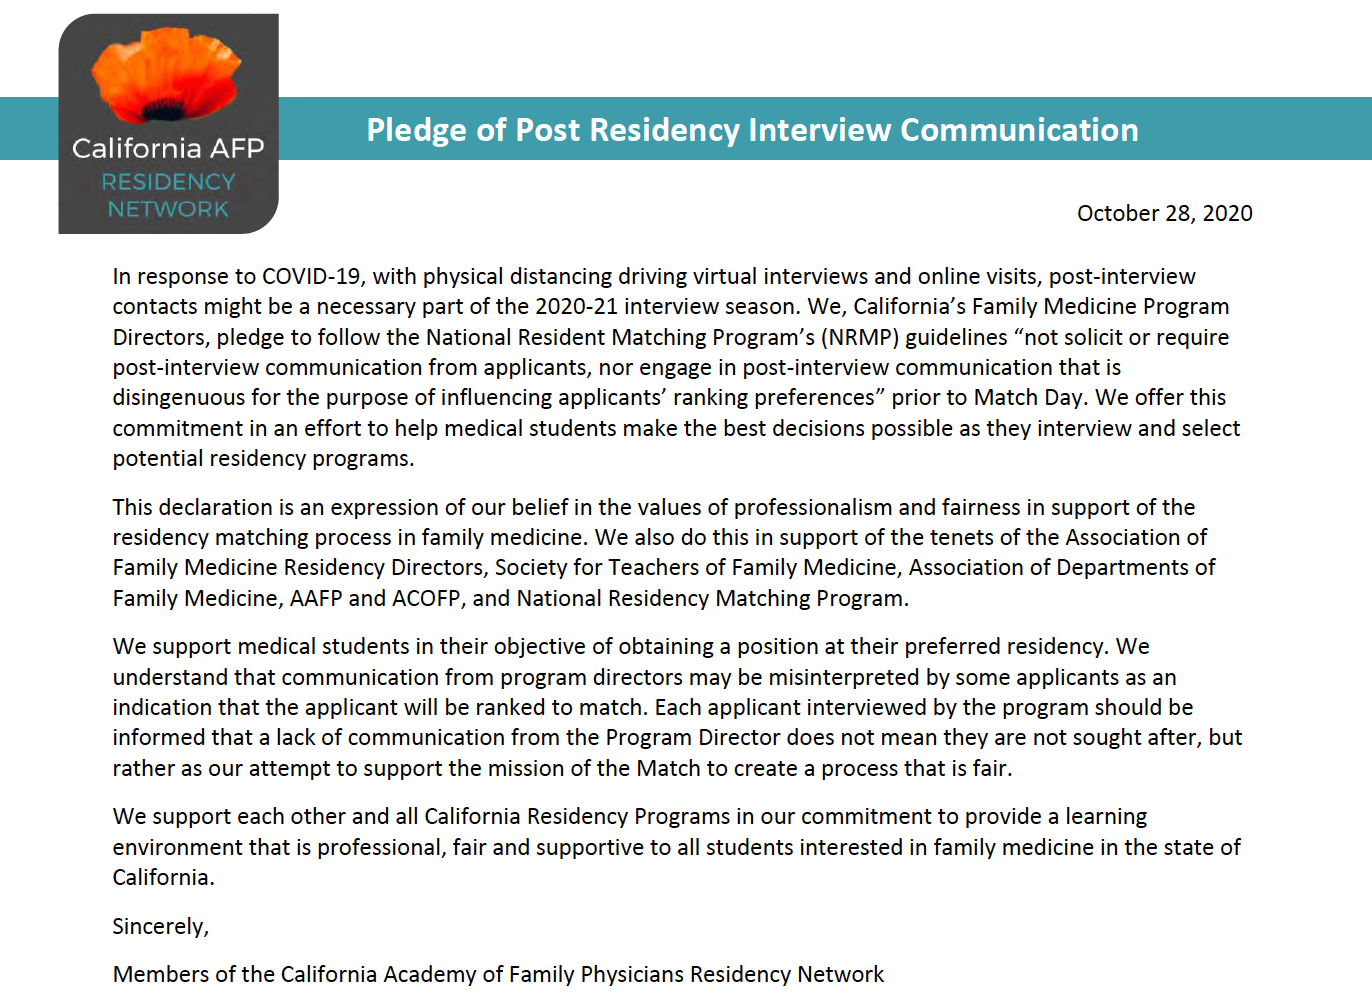 California AFP
RESIDENCY
NETWORK
Pledge of Post Residency Interview Communication
October 28, 2020
In response to COVID-19, with physical distancing driving virtual interviews and online visits, post-interview
contacts might be a necessary part of the 2020-21 interview season. We, California’s Family Medicine Program
Directors, pledge to follow the National Resident Matching Program’s (NRMP) guidelines “not solicit or require
post-interview communication from applicants, nor engage in post-interview communication that is
disingenuous for the purpose of influencing applicants’ ranking preferences” prior to Match Day. We offer this
commitment in an effort to help medical students make the best decisions possible as they interview and select
potential residency programs.
This declaration is an expression of our belief in the values of professionalism and fairness in support of the
residency matching process in family medicine. We also do this in support of the tenets of the Association of
Family Medicine Residency Directors, Society for Teachers of Family Medicine, Association of Departments of
Family Medicine, AAFP and ACOFP, and National Residency Matching Program.
We support medical students in their objective of obtaining a position at their preferred residency. We
understand that communication from program directors may be misinterpreted by some applicants as an
indication that the applicant will be ranked to match. Each applicant interviewed by the program should be
informed that a lack of communication from the Program Director does not mean they are not sought after, but
rather as our attempt to support the mission of the Match to create a process that is fair.
We support each other and all California Residency Programs in our commitment to provide a learning
environment that is professional, fair and supportive to all students interested in family medicine in the state of
California.
Sincerely,
Members of the California Academy of Family Physicians Residency Network